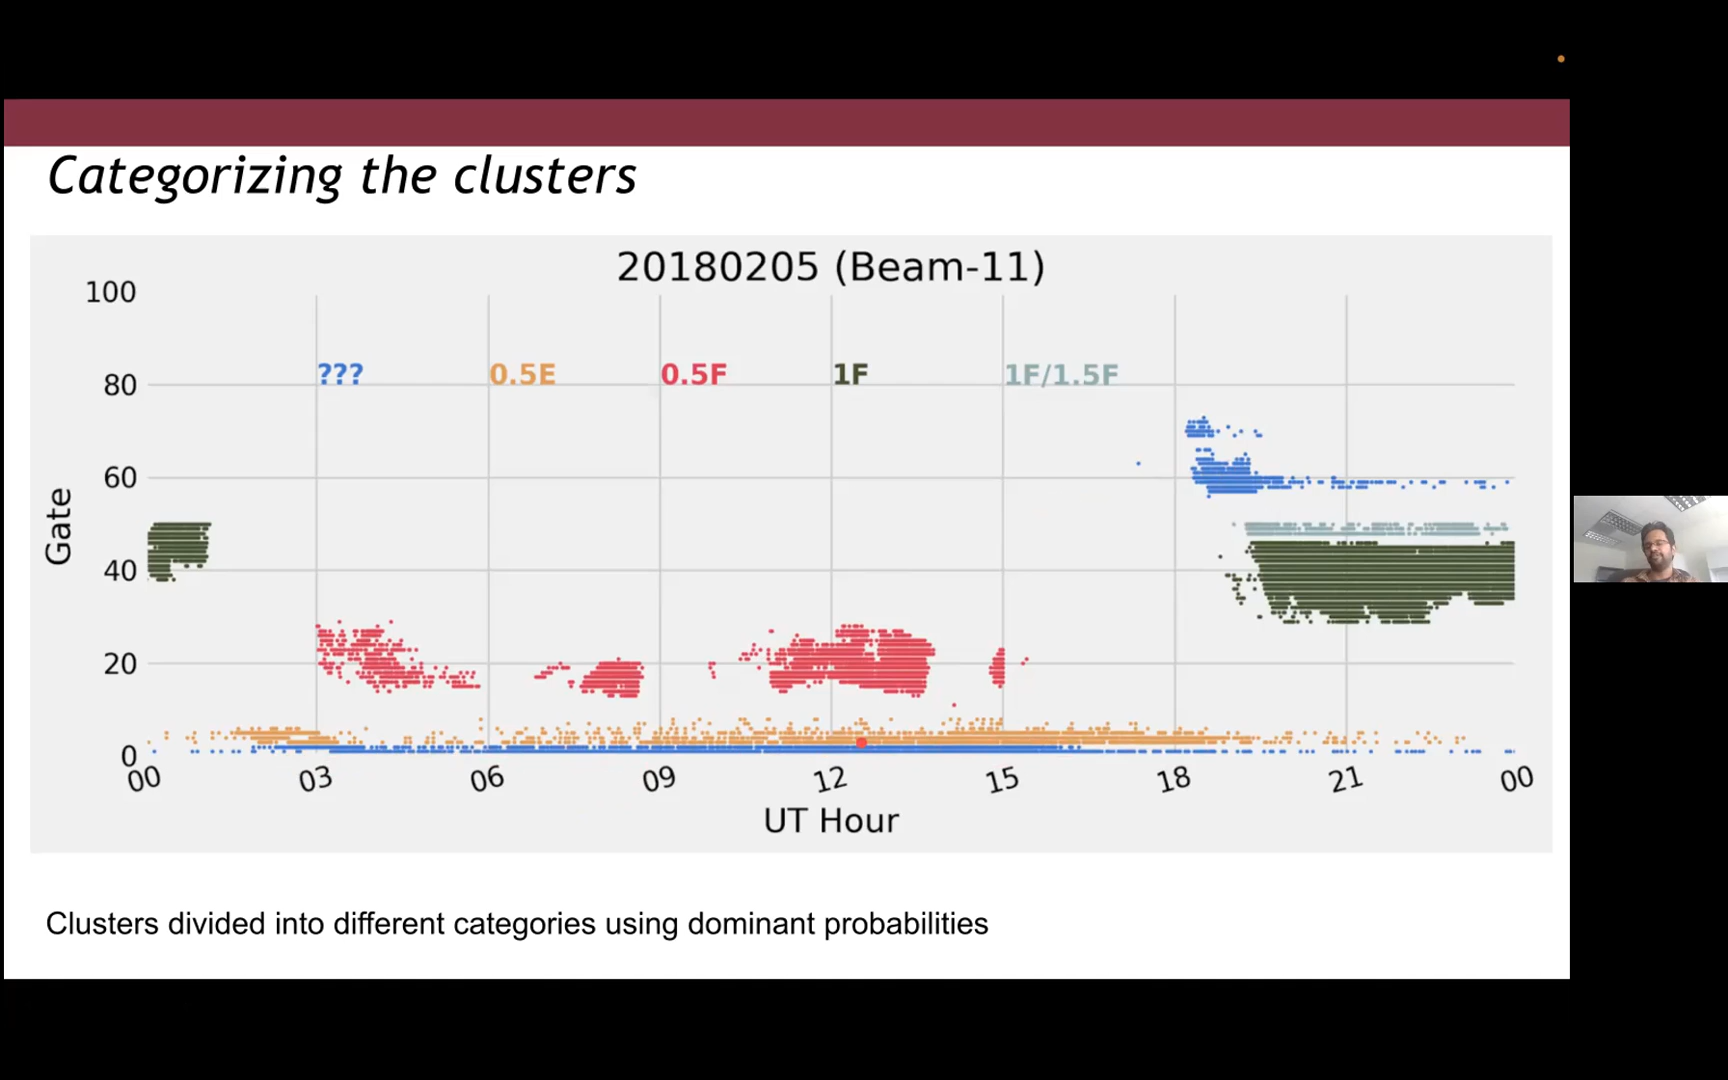 Categorizing the clusters
20180205 (Beam-11)
100
??? 0.5E 0.5F 1F 1F/1.5F
80
60
Gate
40
20
0
00 03 06 09 12 15 18 21 00
UT Hour
Clusters divided into different categories using dominant probabilities